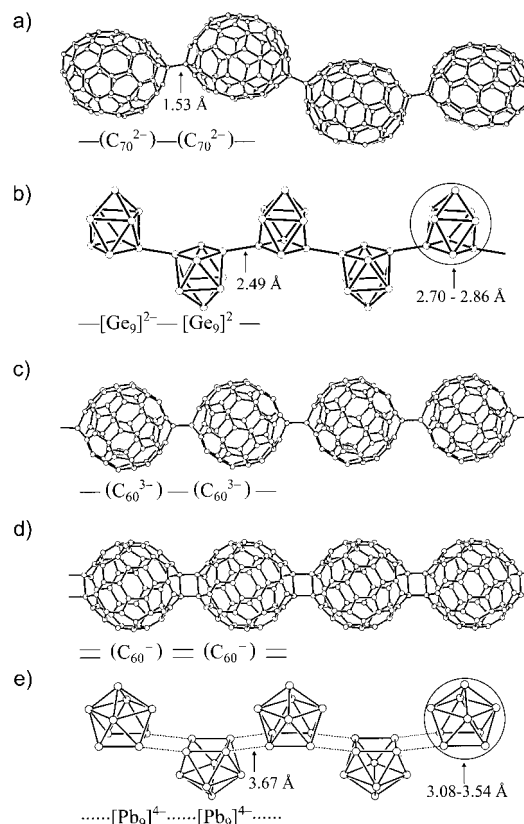 a)
1.53 Å
—(C₇₀²⁻)—(C₇₀²⁻)—
b)
2.49 Å
2.70 - 2.86 Å
—[Ge₉]²⁻— [Ge₉]² —
c)
— (C₆₀³⁻) — (C₆₀³⁻) —
d)
= (C₆₀⁻) = (C₆₀⁻) =
e)
3.67 Å
3.08-3.54 Å
......[Pb₉]⁴⁻......[Pb₉]⁴⁻......